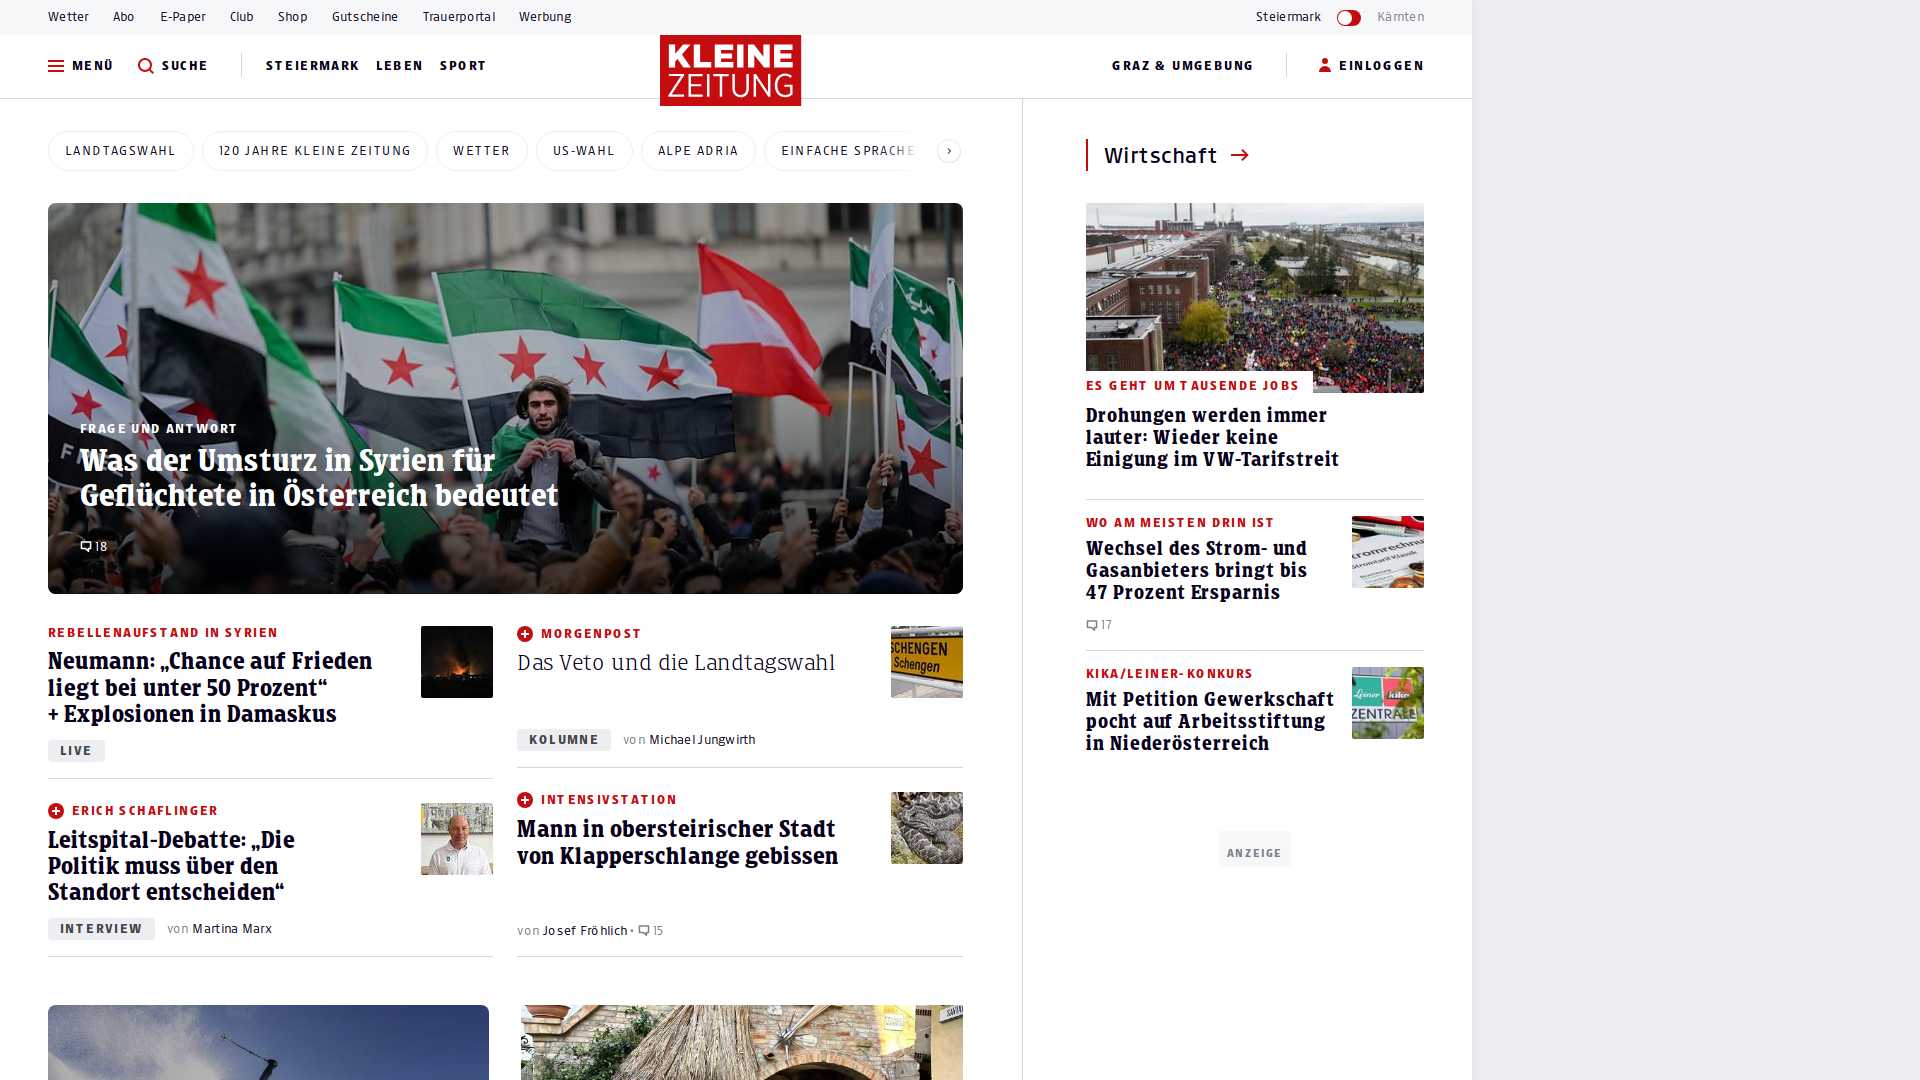 Wetter Abo E-Paper Club Shop Gutscheine Trauerportal Werbung Steiermark Kärnten
MENÜ SUCHE STEIERMARK LEBEN SPORT KLEINE ZEITUNG GRAZ & UMGEBUNG EINLOGGEN
LANDTAGSWAHL 120 JAHRE KLEINE ZEITUNG WETTER US-WAHL ALPE ADRIA EINFACHE SPRACHE
FRAGE UND ANTWORT
Was der Umsturz in Syrien für
Geflüchtete in Österreich bedeutet
18
REBELLENAUFSTAND IN SYRIEN
Neumann: „Chance auf Frieden
liegt bei unter 50 Prozent“
+ Explosionen in Damaskus
LIVE
MORGENPOST
Das Veto und die Landtagswahl
KOLUMNE von Michael Jungwirth
SCHENGEN
Schengen
ERICH SCHAFLINGER
Leitspital-Debatte: „Die
Politik muss über den
Standort entscheiden“
INTERVIEW von Martina Marx
INTENSIVSTATION
Mann in obersteirischer Stadt
von Klapperschlange gebissen
von Josef Fröhlich • 15
Wirtschaft
ES GEHT UM TAUSENDE JOBS
Drohungen werden immer
lauter: Wieder keine
Einigung im VW-Tarifstreit
WO AM MEISTEN DRIN IST
Wechsel des Strom- und
Gasanbieters bringt bis
47 Prozent Ersparnis
17
KIKA/LEINER-KONKURS
Mit Petition Gewerkschaft
pocht auf Arbeitsstiftung
in Niederösterreich
Leiner kika
ZENTRALE
ANZEIGE